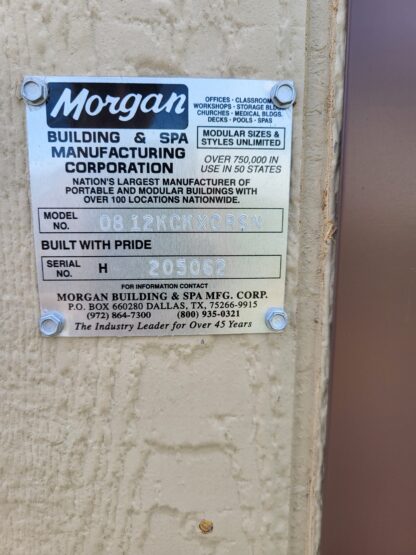 Morgan
OFFICES · CLASSROOM
WORKSHOPS · STORAGE BLD
CHURCHES · MEDICAL BLDGS.
DECKS · POOLS · SPAS
BUILDING & SPA
MANUFACTURING
CORPORATION
MODULAR SIZES &
STYLES UNLIMITED
OVER 750,000 IN
USE IN 50 STATES
NATION'S LARGEST MANUFACTURER OF
PORTABLE AND MODULAR BUILDINGS WITH
OVER 100 LOCATIONS NATIONWIDE.
MODEL
NO.
BUILT WITH PRIDE
SERIAL
NO.
H 205062
FOR INFORMATION CONTACT
MORGAN BUILDING & SPA MFG. CORP.
P.O. BOX 660280 DALLAS, TX, 75266-9915
(972) 864-7300 (800) 935-0321
The Industry Leader for Over 45 Years